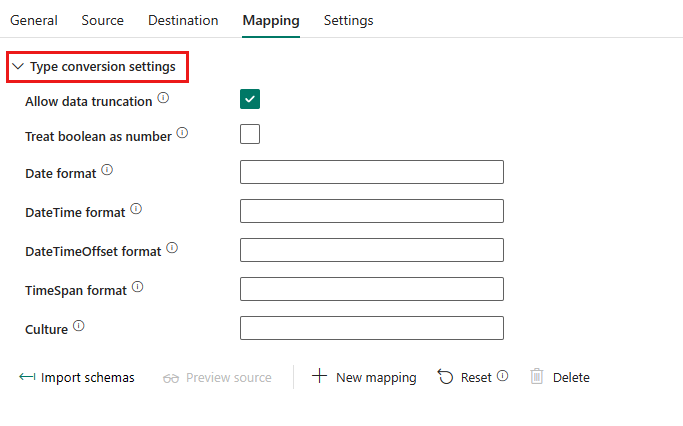 General Source Destination Mapping Settings
Type conversion settings
Allow data truncation
Treat boolean as number
Date format
DateTime format
DateTimeOffset format
TimeSpan format
Culture
Import schemas Preview source New mapping Reset Delete